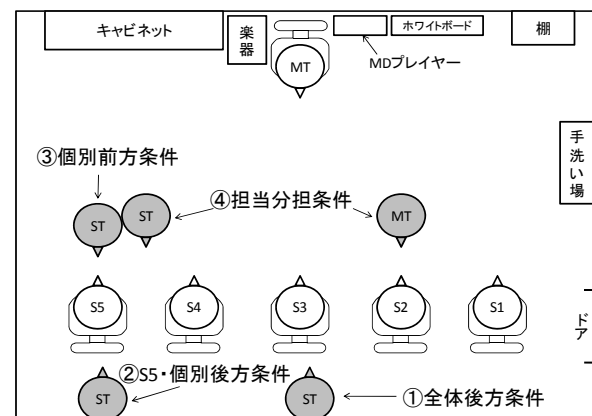 キャビネット
楽器
ホワイトボード
棚
MT
MDプレイヤー
手洗い場
③個別前方条件
④担当分担条件
ST
ST
MT
S5
S4
S3
S2
S1
ドア
②S5・個別後方条件
①全体後方条件
ST
ST